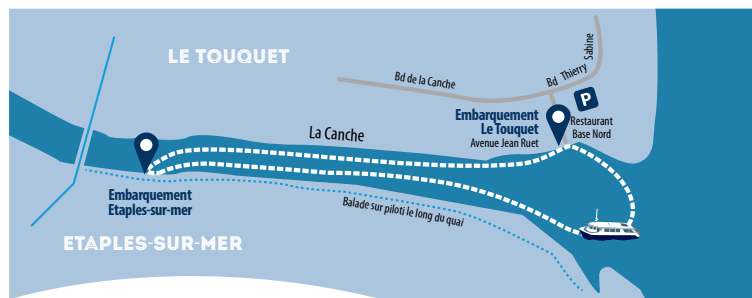 LE TOUQUET
Bd de la Canche
Bd Thierry Sabine
P
Embarquement
Le Touquet
Avenue Jean Ruet
Restaurant
Base Nord
La Canche
Embarquement
Etaples-sur-mer
Balade sur piloti le long du quai
ETAPLES-SUR-MER